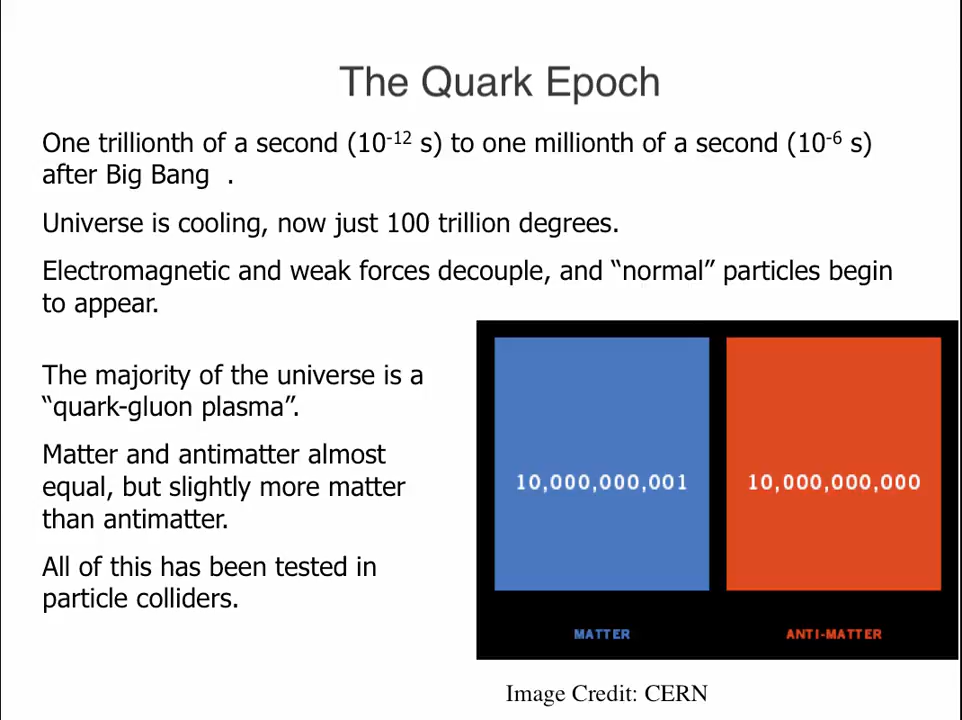 The Quark Epoch
One trillionth of a second (10⁻¹² s) to one millionth of a second (10⁻⁶ s)
after Big Bang .
Universe is cooling, now just 100 trillion degrees.
Electromagnetic and weak forces decouple, and “normal” particles begin
to appear.
The majority of the universe is a
“quark-gluon plasma”.
Matter and antimatter almost
equal, but slightly more matter
than antimatter.
All of this has been tested in
particle colliders.
10,000,000,001 10,000,000,000
MATTER ANTI-MATTER
Image Credit: CERN